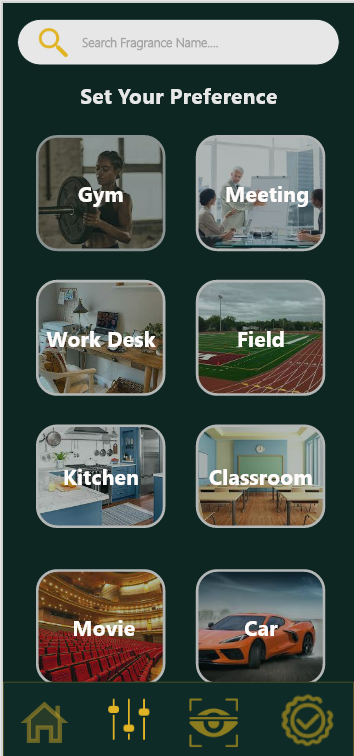 Search Fragrance Name....
Set Your Preference
Gym
Meeting
Work Desk
Field
Kitchen
Classroom
Movie
Car